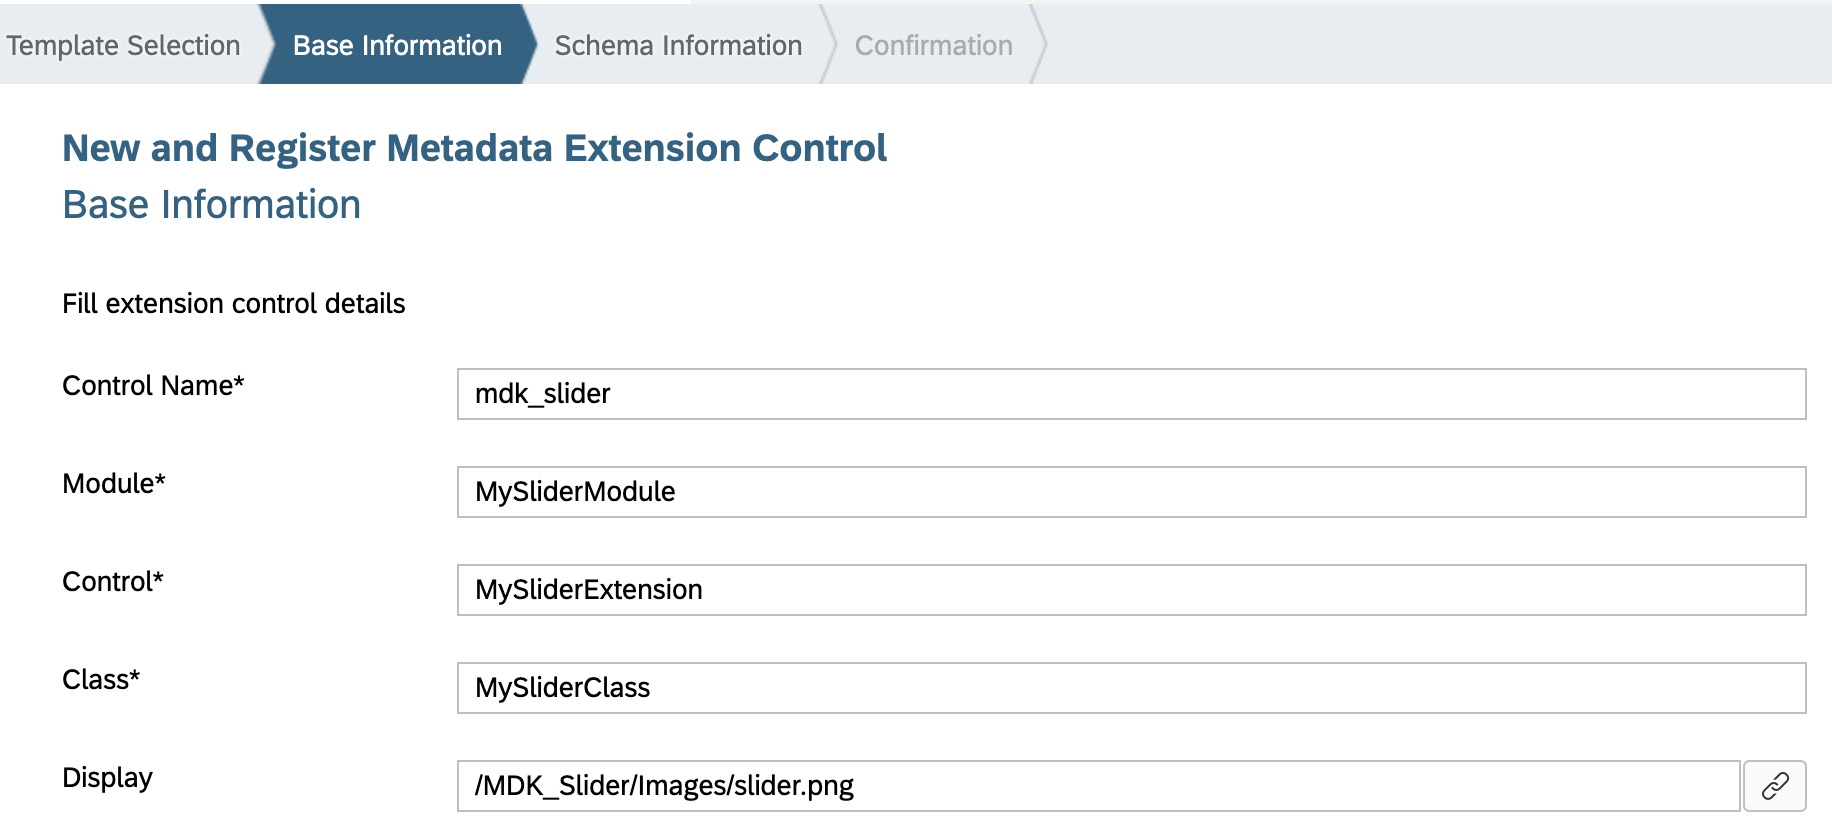 Template Selection
Base Information
Schema Information
Confirmation
New and Register Metadata Extension Control
Base Information
Fill extension control details
Control Name*
mdk_slider
Module*
MySliderModule
Control*
MySliderExtension
Class*
MySliderClass
Display
/MDK_Slider/Images/slider.png